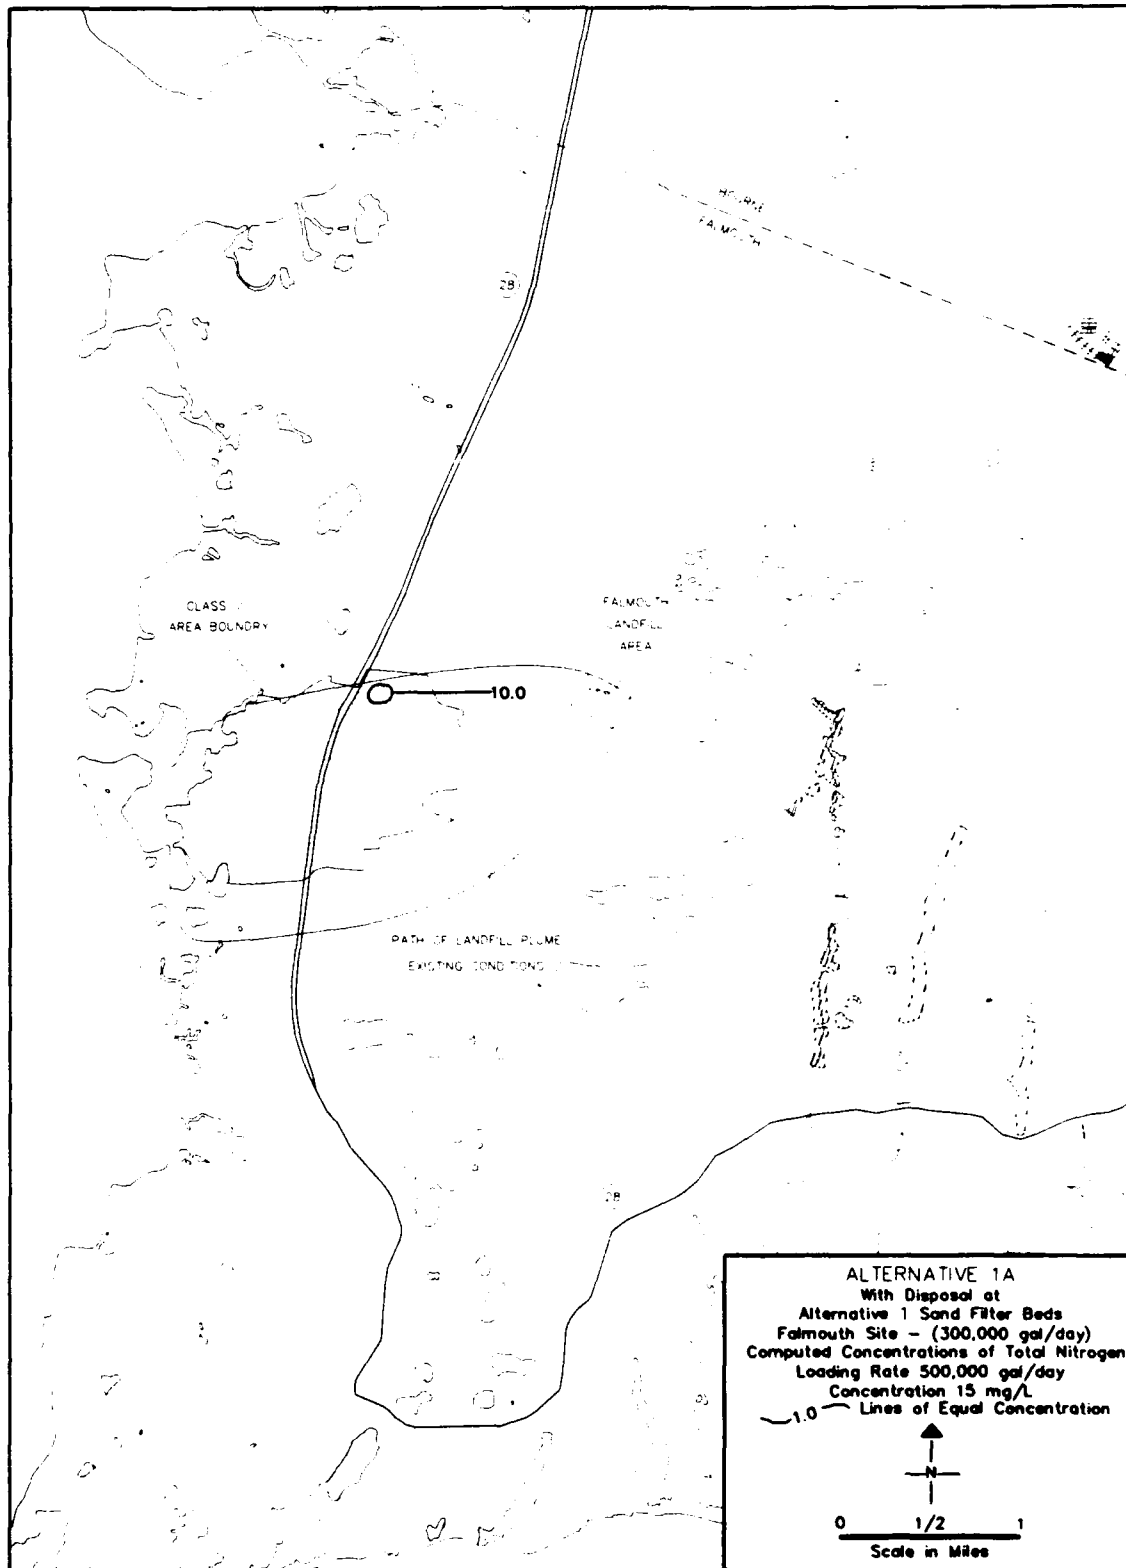 BOURNE
FALMOUTH
28
CLASS
AREA BOUNDRY
FALMOUTH
LANDFILL
AREA
10.0
PATH OF LANDFILL PLUME
EXISTING CONDITIONS
28
ALTERNATIVE 1A
With Disposal at
Alternative 1 Sand Filter Beds
Falmouth Site - (300,000 gal/day)
Computed Concentrations of Total Nitrogen
Loading Rate 500,000 gal/day
Concentration 15 mg/L
1.0 Lines of Equal Concentration
N
0 1/2 1
Scale in Miles